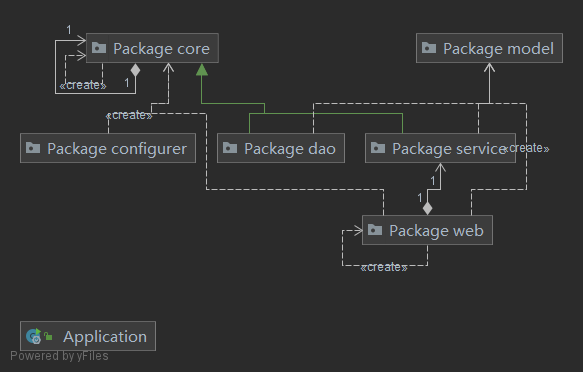 1
Package core
Package model
«create»
1
«create»
Package configurer
Package dao
Package service
«create»
1
1
Package web
«create»
Application
Powered by yFiles